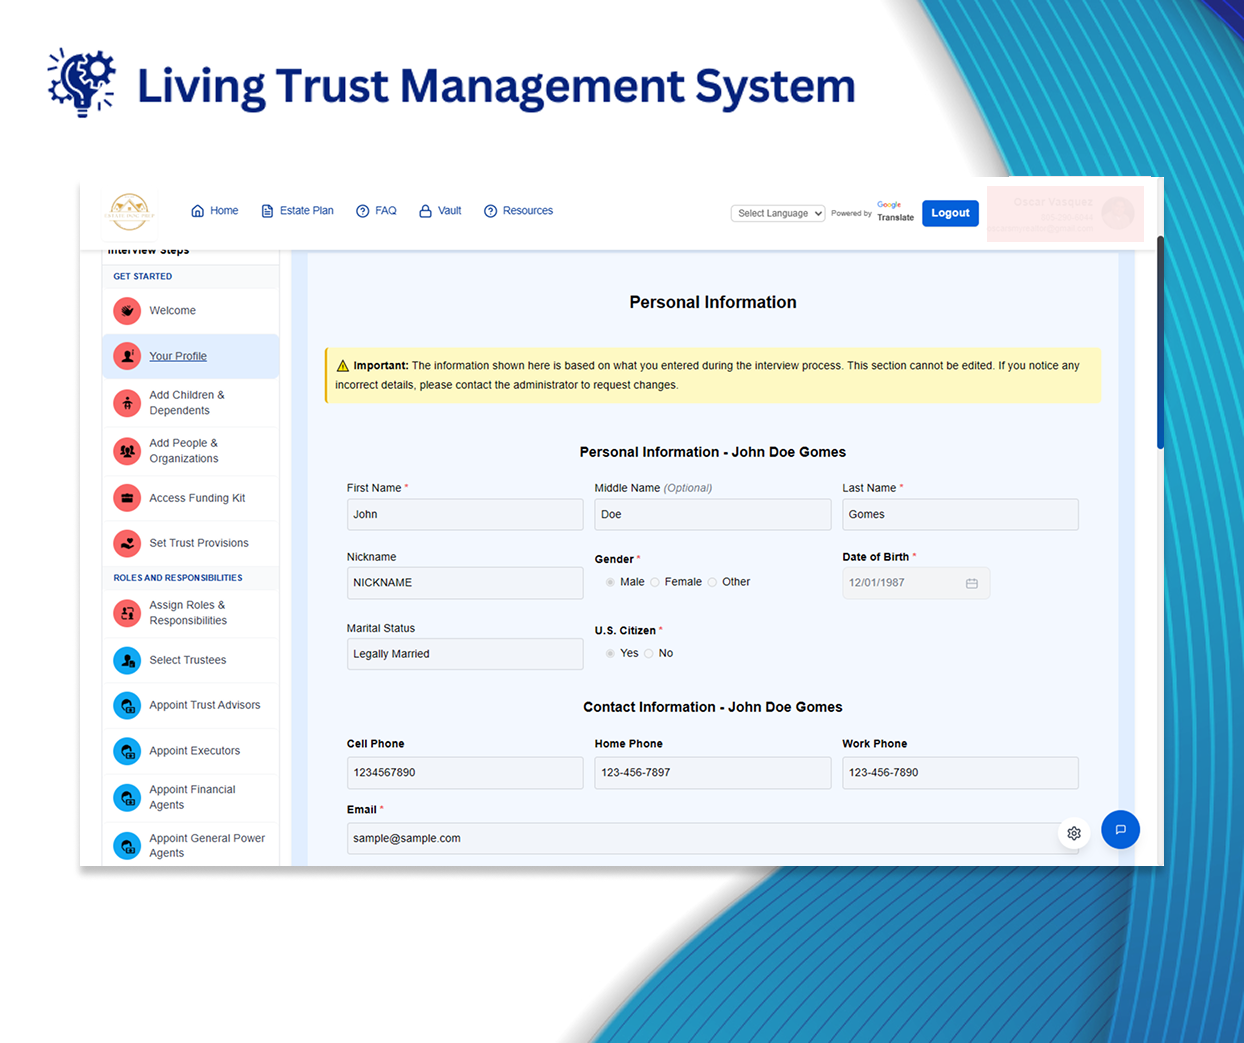 Living Trust Management System
Home
Estate Plan
FAQ
Vault
Resources
Select Language
Powered by
Google
Translate
Logout
Oscar Vasquez
Interview Steps
GET STARTED
Welcome
Your Profile
Add Children &
Dependents
Add People &
Organizations
Access Funding Kit
Set Trust Provisions
ROLES AND RESPONSIBILITIES
Assign Roles &
Responsibilities
Select Trustees
Appoint Trust Advisors
Appoint Executors
Appoint Financial
Agents
Appoint General Power
Agents
Personal Information
Important: The information shown here is based on what you entered during the interview process. This section cannot be edited. If you notice any
incorrect details, please contact the administrator to request changes.
Personal Information - John Doe Gomes
First Name *
Middle Name (Optional)
Last Name *
John
Doe
Gomes
Nickname
Gender *
Date of Birth *
NICKNAME
Male
Female
Other
12/01/1987
Marital Status
U.S. Citizen *
Legally Married
Yes
No
Contact Information - John Doe Gomes
Cell Phone
Home Phone
Work Phone
1234567890
123-456-7897
123-456-7890
Email *
sample@sample.com